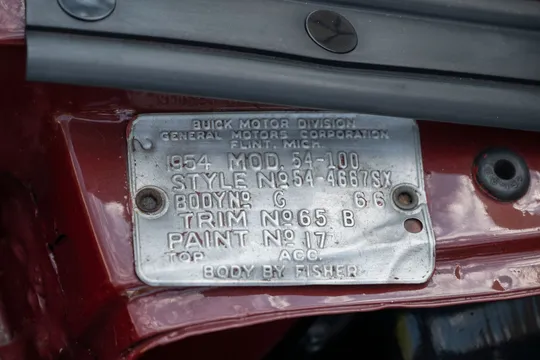 BUICK MOTOR DIVISION
GENERAL MOTORS CORPORATION
FLINT, MICH.
1954 MOD. 54-100
STYLE Nº 54-4667SX
BODY Nº G 66
TRIM Nº 65 B
PAINT Nº 17
TOP ACC.
BODY BY FISHER